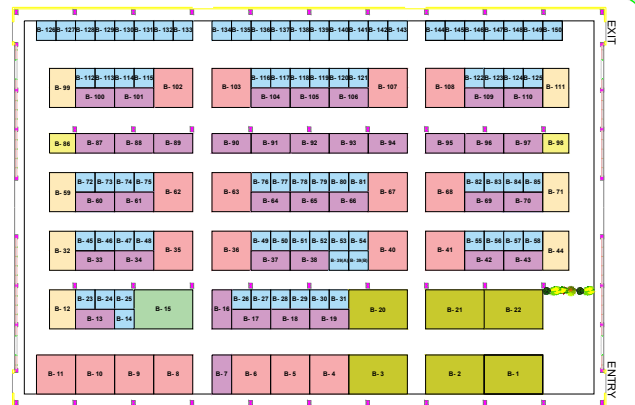 B- 126 B- 127 B-128 B- 129 B- 130 B- 131 B- 132 B- 133 B- 134 B- 135 B- 136 B- 137 B- 138 B- 139 B- 140 B- 141 B- 142 B- 143 B- 144 B- 145 B- 146 B- 147 B- 148 B- 149 B- 150
EXIT
B- 99 B- 112 B- 113 B- 114 B- 115 B- 102 B- 103 B- 116 B- 117 B- 118 B- 119 B- 120 B- 121 B- 107 B- 108 B- 122 B- 123 B- 124 B- 125 B- 111
B- 100 B- 101 B- 104 B- 105 B- 106 B- 109 B- 110
B- 86 B- 87 B- 88 B- 89 B- 90 B- 91 B- 92 B- 93 B- 94 B- 95 B- 96 B- 97 B- 98
B- 59 B- 72 B- 73 B- 74 B- 75 B- 62 B- 63 B- 76 B- 77 B- 78 B- 79 B- 80 B- 81 B- 67 B- 68 B- 82 B- 83 B- 84 B- 85 B- 71
B- 60 B- 61 B- 64 B- 65 B- 66 B- 69 B- 70
B- 32 B- 45 B- 46 B- 47 B- 48 B- 35 B- 36 B- 49 B- 50 B- 51 B- 52 B- 53 B- 54 B- 40 B- 41 B- 55 B- 56 B- 57 B- 58 B- 44
B- 33 B- 34 B- 37 B- 38 B- 39(A) B- 39(B) B- 42 B- 43
B- 12 B- 23 B- 24 B- 25 B- 15 B- 16 B- 26 B- 27 B- 28 B- 29 B- 30 B- 31 B- 20 B- 21 B- 22
B- 13 B- 14 B- 17 B- 18 B- 19
B- 11 B- 10 B- 9 B- 8 B- 7 B- 6 B- 5 B- 4 B- 3 B- 2 B- 1
ENTRY